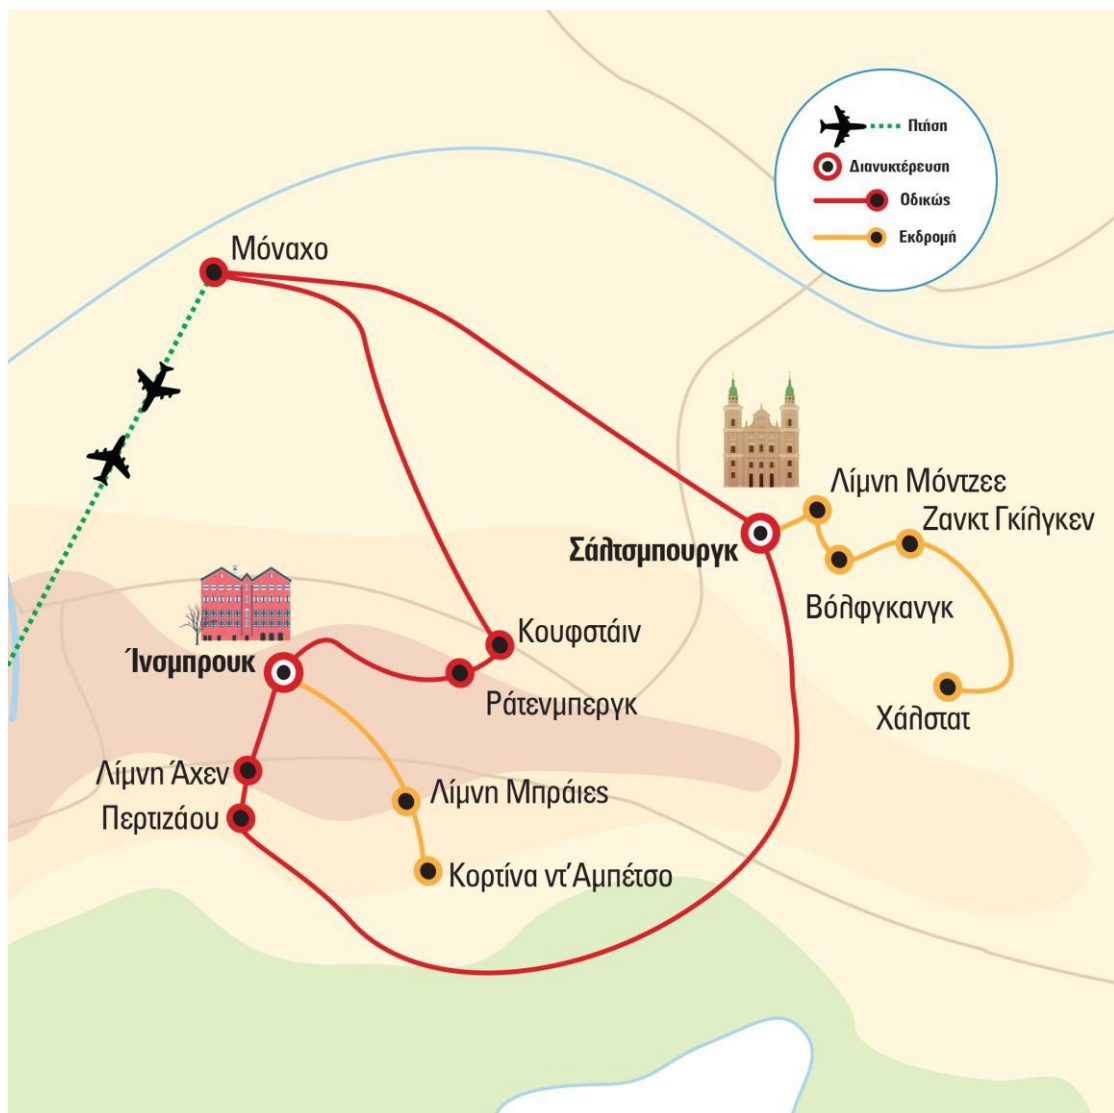 Πτήση
Διανυκτέρευση
Οδικώς
Εκδρομή
Μόναχο
Λίμνη Μόντζεε
Ζανκτ Γκίλγκεν
Σάλτσμπουργκ
Βόλφγκανγκ
Κουφστάιν
Ίνσμπρουκ
Ράτενμπεργκ
Χάλστατ
Λίμνη Άχεν
Λίμνη Μπράιες
Περτιζάου
Κορτίνα ντ'Αμπέτσο